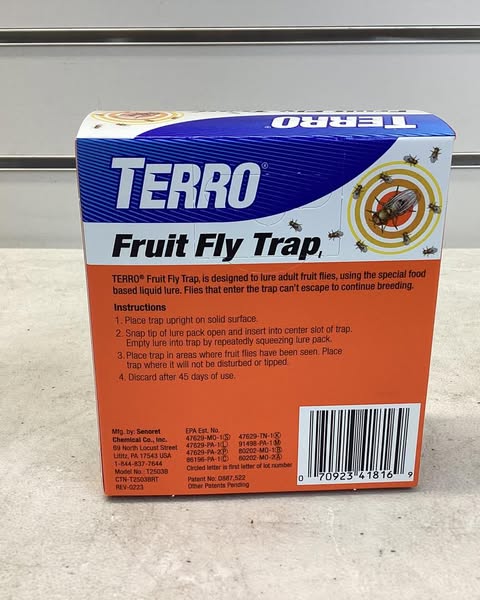 TERRO
TERRO®
Fruit Fly Trap,
TERRO® Fruit Fly Trap, is designed to lure adult fruit flies, using the special food
based liquid lure. Flies that enter the trap can't escape to continue breeding.
Instructions
1. Place trap upright on solid surface.
2. Snap tip of lure pack open and insert into center slot of trap.
Empty lure into trap by repeatedly squeezing lure pack.
3. Place trap in areas where fruit flies have been seen. Place
trap where it will not be disturbed or tipped.
4. Discard after 45 days of use.
Mfg. by: Senoret
Chemical Co., Inc.
69 North Locust Street
Lititz, PA 17543 USA
1-844-837-7644
Model No.: T2503B
CTN-T2503BRT
REV-0223
EPA Est. No.
47629-MO-1Ⓢ 47629-TN-1Ⓚ
47629-PA-1Ⓛ 91498-PA-1Ⓜ
47629-PA-2Ⓟ 80202-MO-1Ⓑ
86196-PA-1Ⓒ 80202-MO-2Ⓐ
Circled letter is first letter of lot number
Patent No: D887,522
Other Patents Pending
0 70923 41816 9